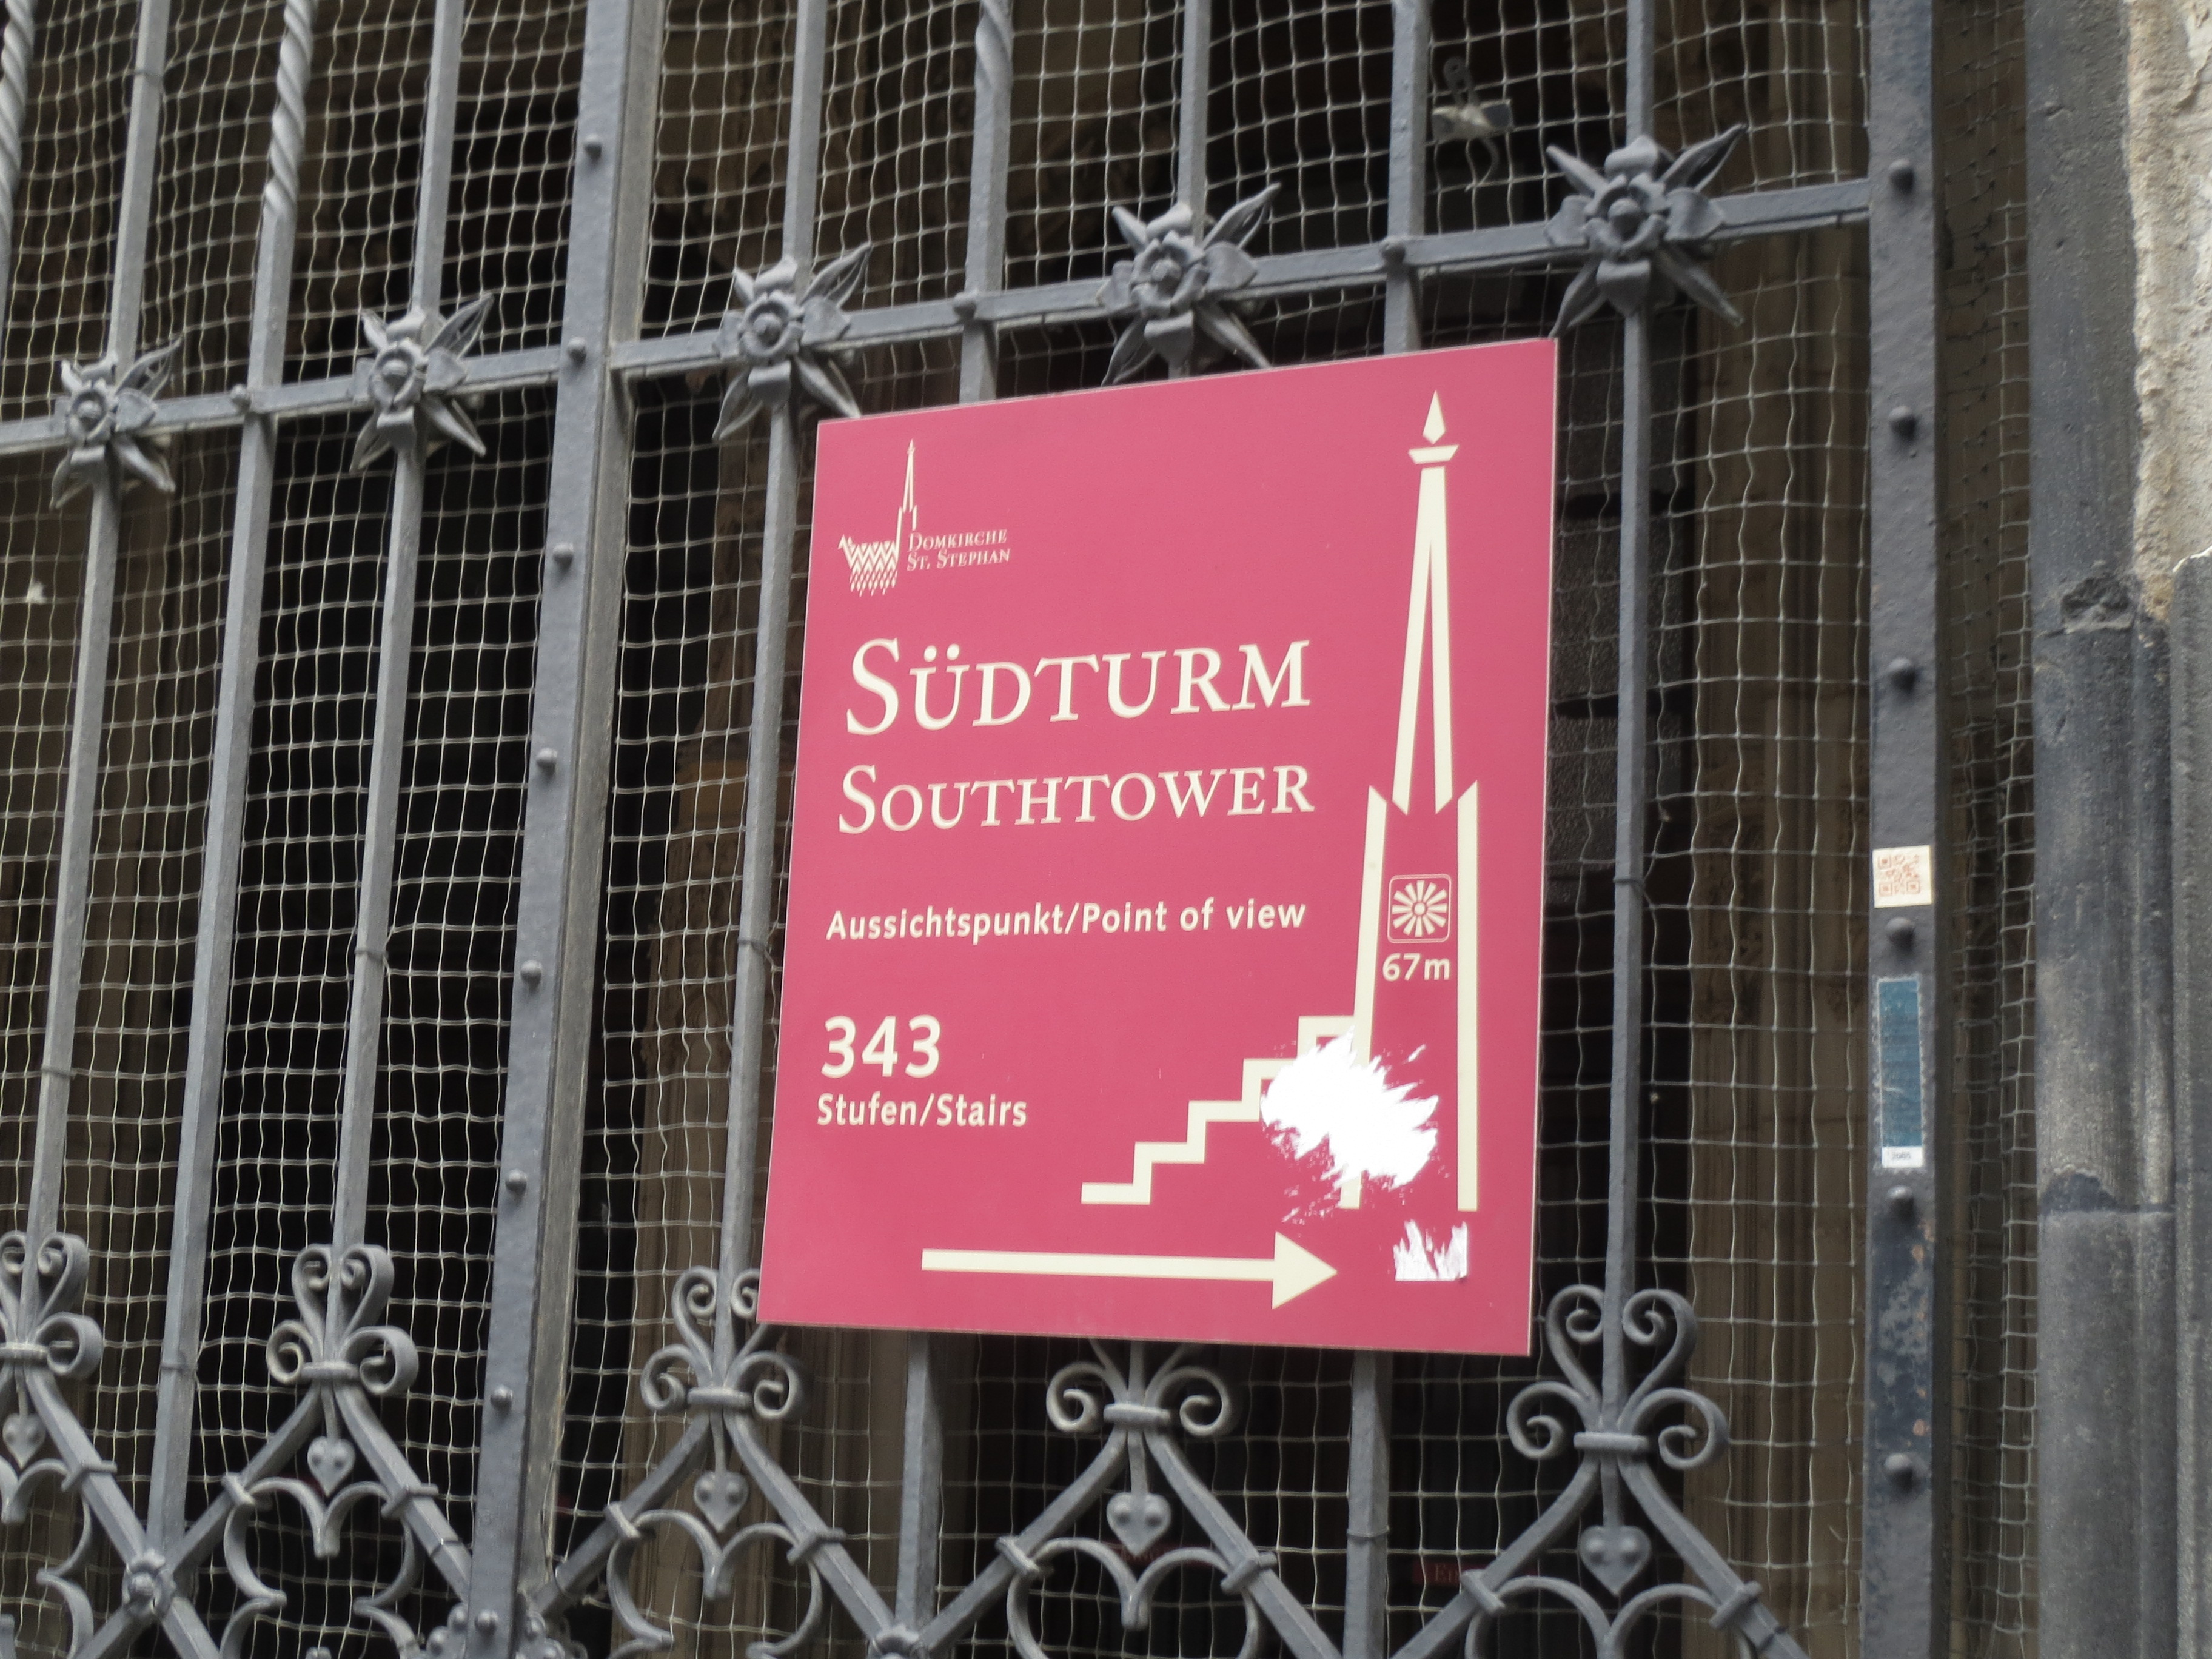 DOMKIRCHE
ST. STEPHAN
SÜDTURM
SOUTHTOWER
Aussichtspunkt/Point of view
67m
343
Stufen/Stairs